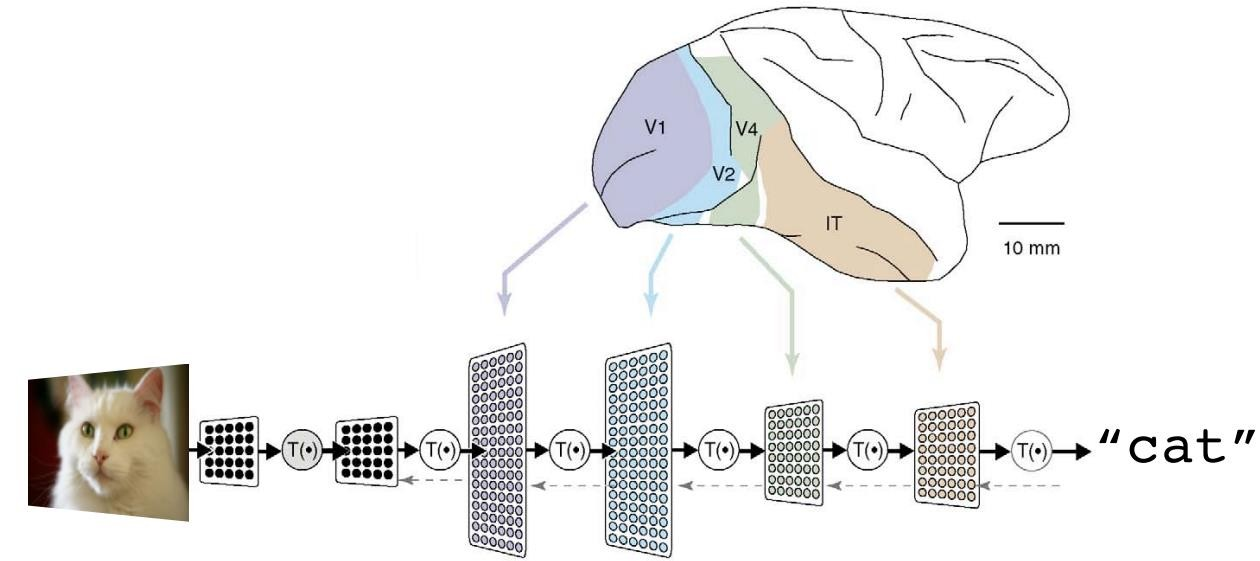 V1
V4
V2
IT
10 mm
T(•) T(•) T(•) T(•) T(•) T(•) “cat”